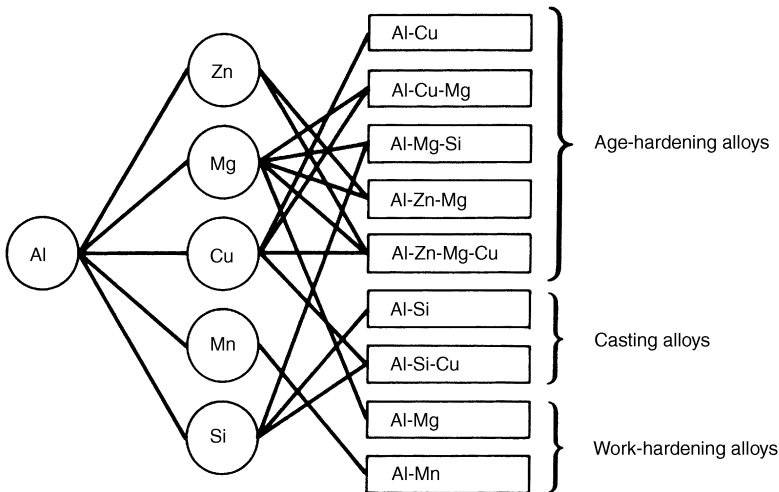 Al
Zn
Mg
Cu
Mn
Si
Al-Cu
Al-Cu-Mg
Al-Mg-Si
Al-Zn-Mg
Al-Zn-Mg-Cu
Al-Si
Al-Si-Cu
Al-Mg
Al-Mn
Age-hardening alloys
Casting alloys
Work-hardening alloys